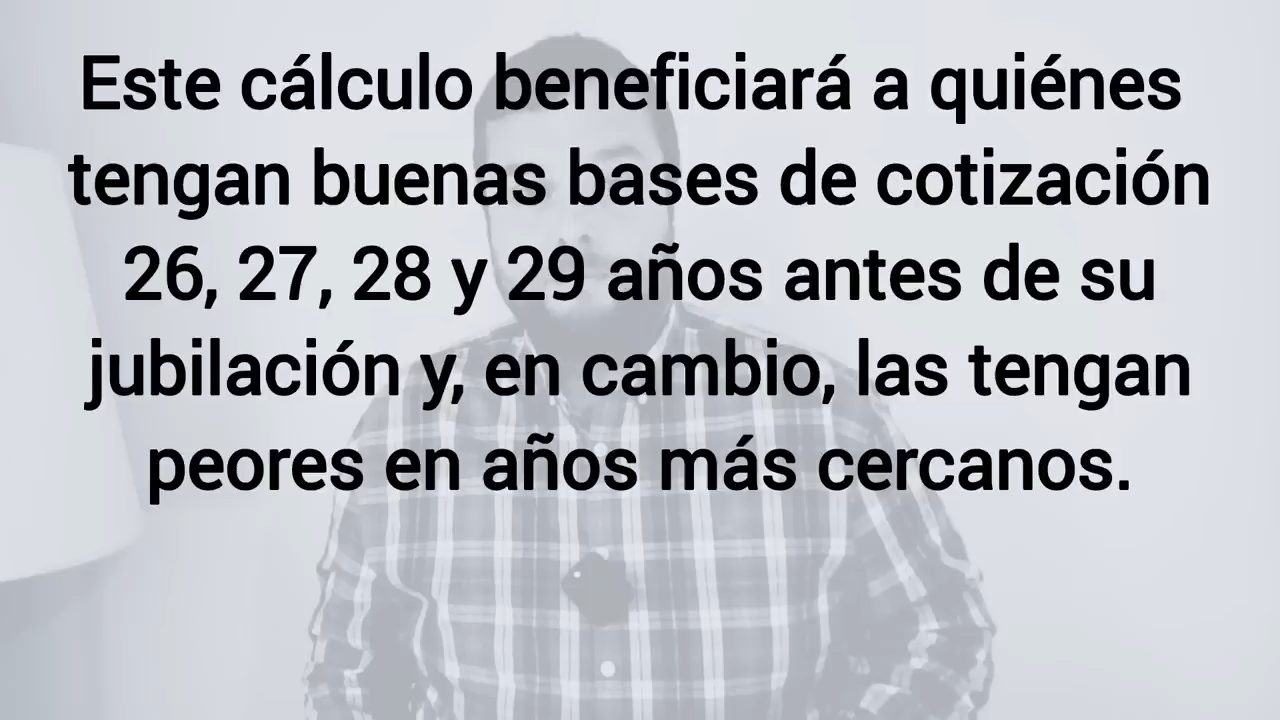 Este cálculo beneficiará a quiénes
tengan buenas bases de cotización
26, 27, 28 y 29 años antes de su
jubilación y, en cambio, las tengan
peores en años más cercanos.